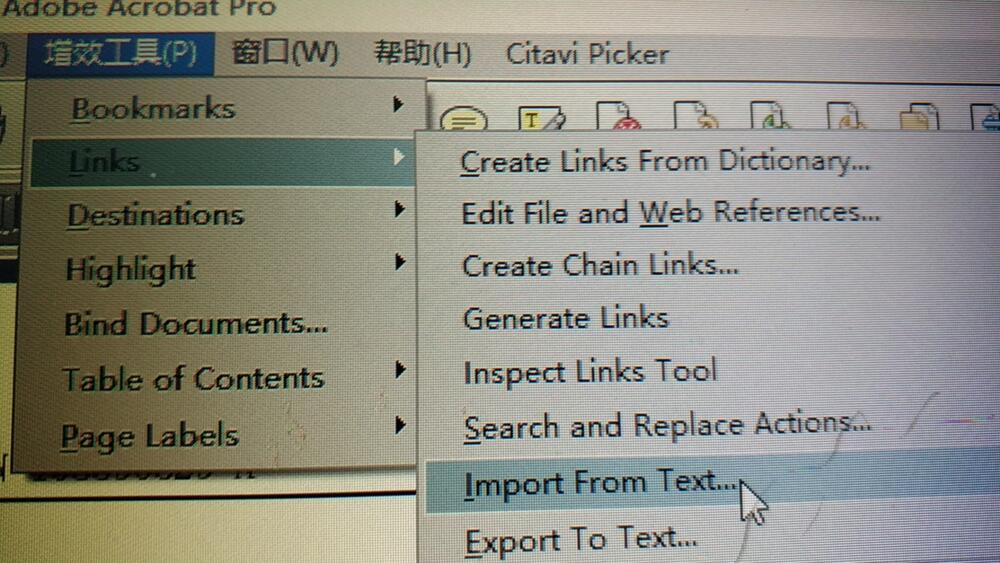 Adobe Acrobat Pro
增效工具(P) 窗口(W) 帮助(H) Citavi Picker
Bookmarks
Links
Destinations
Highlight
Bind Documents...
Table of Contents
Page Labels
T
Create Links From Dictionary...
Edit File and Web References...
Create Chain Links...
Generate Links
Inspect Links Tool
Search and Replace Actions...
Import From Text...
Export To Text...